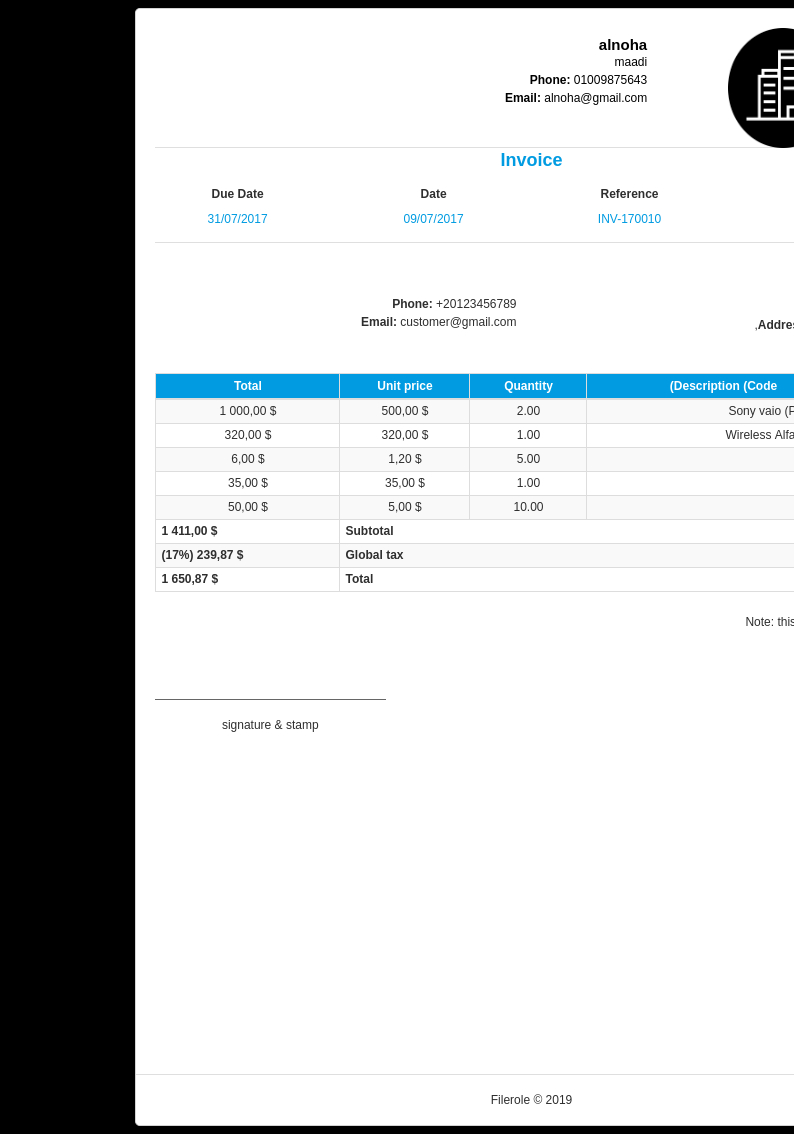 alnoha
maadi
Phone: 01009875643
Email: alnoha@gmail.com
Invoice
Due Date Date Reference
31/07/2017 09/07/2017 INV-170010
Phone: +20123456789
Email: customer@gmail.com
Total Unit price Quantity (Description (Code
1 000,00 $ 500,00 $ 2.00 Sony vaio
320,00 $ 320,00 $ 1.00 Wireless
6,00 $ 1,20 $ 5.00
35,00 $ 35,00 $ 1.00
50,00 $ 5,00 $ 10.00
1 411,00 $ Subtotal
(17%) 239,87 $ Global tax
1 650,87 $ Total
Note: this
signature & stamp
Filerole © 2019